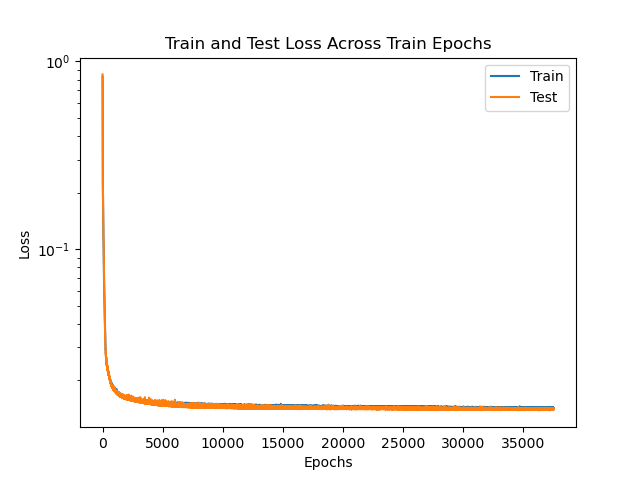 Train and Test Loss Across Train Epochs
Train
Test
10⁰
10⁻¹
Loss
0 5000 10000 15000 20000 25000 30000 35000
Epochs